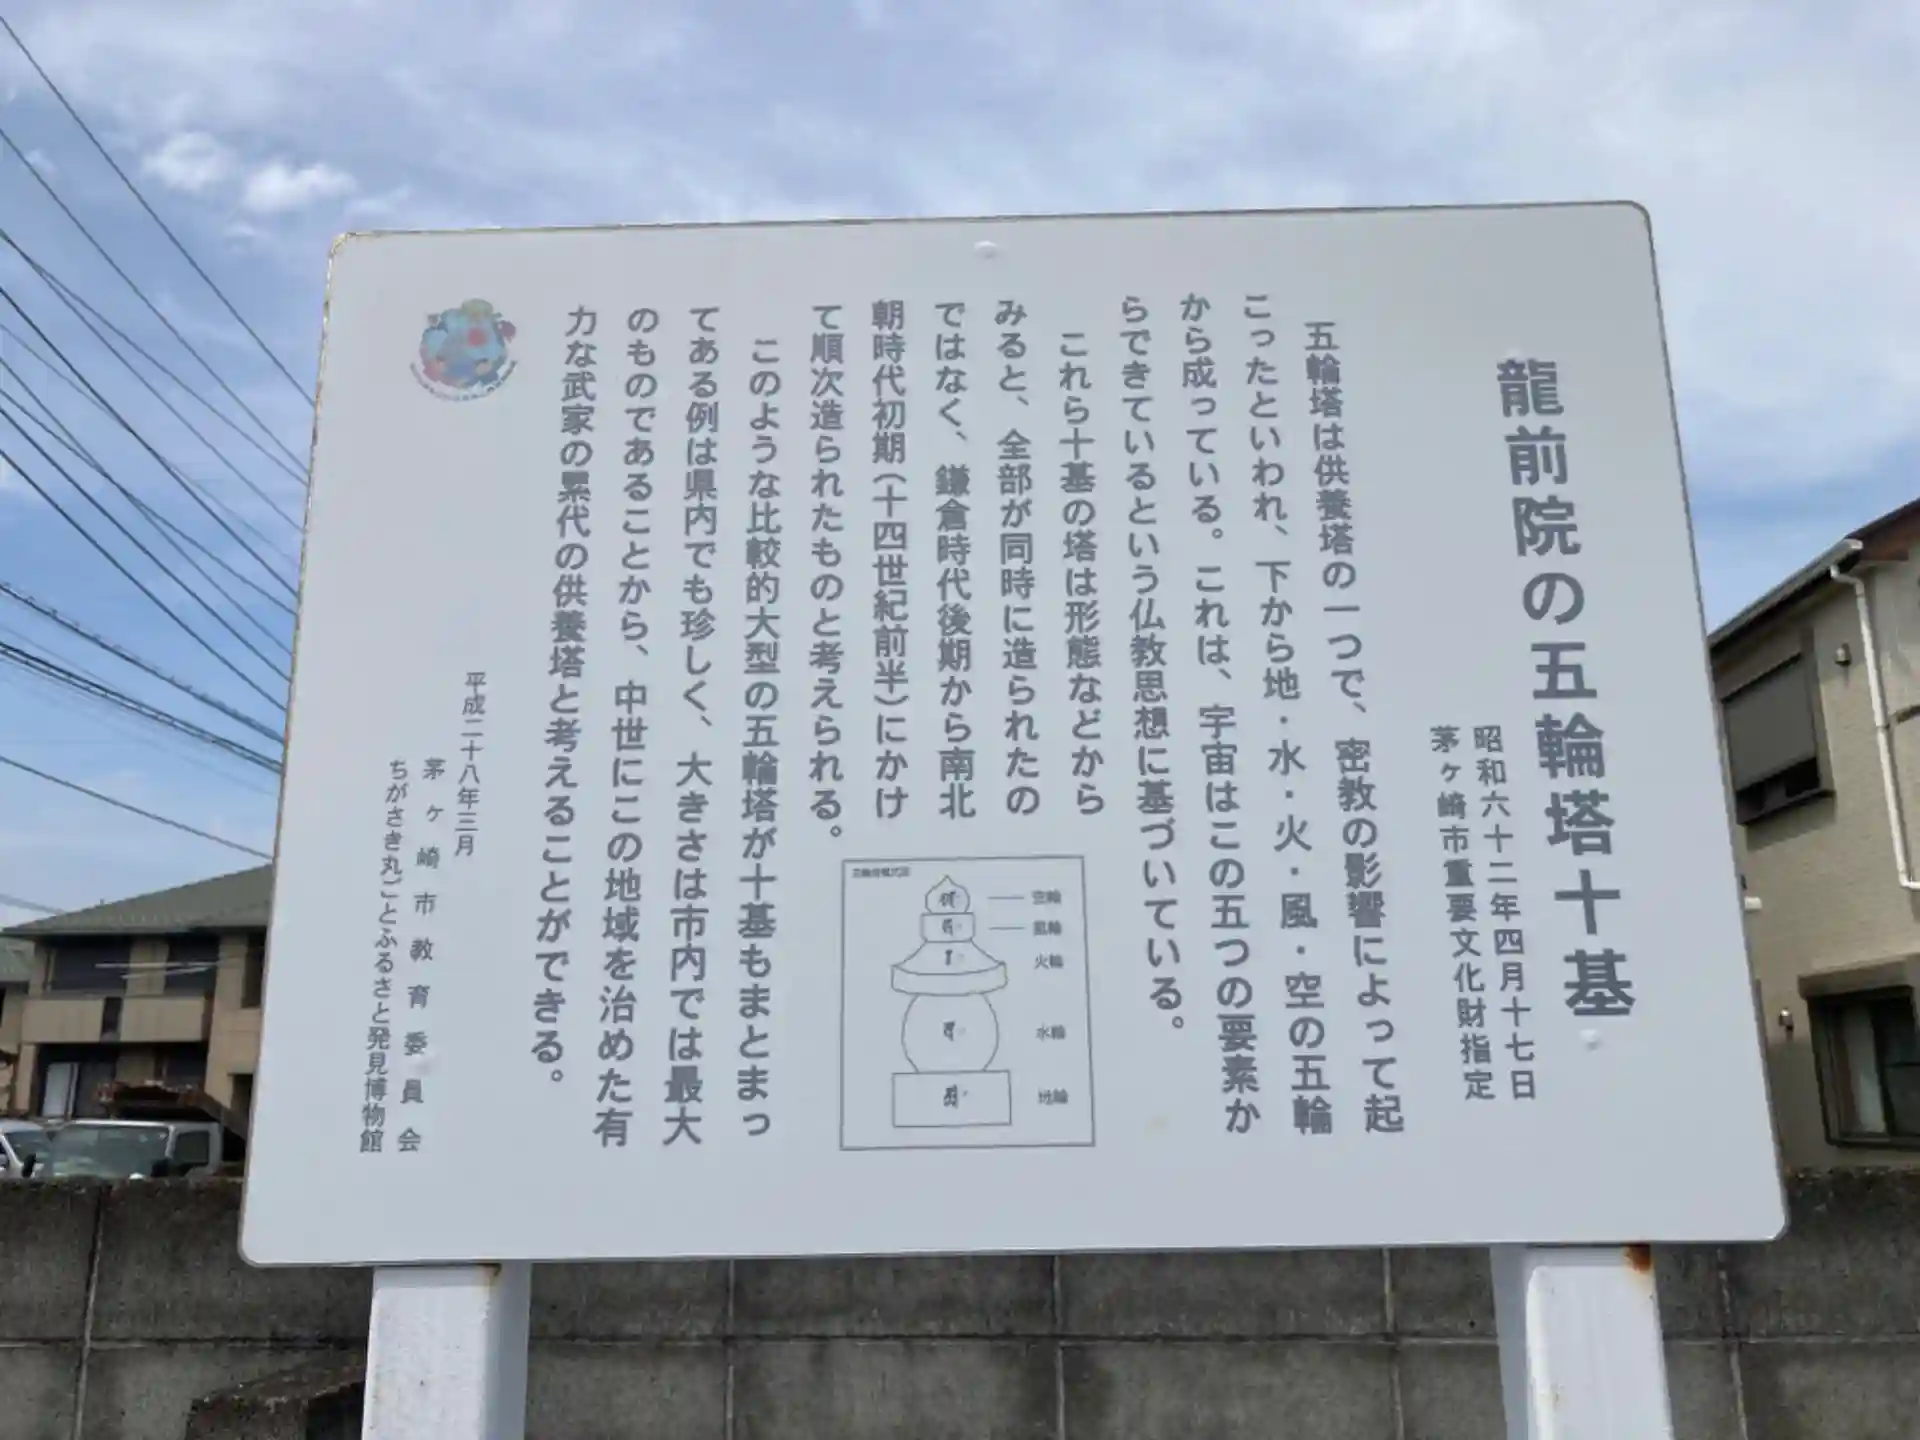 龍前院の五輪塔十基
昭和六十二年四月十七日
茅ヶ崎市重要文化財指定
五輪塔は供養塔の一つで、密教の影響によって起
こったといわれ、下から地・水・火・風・空の五輪
から成っている。これは、宇宙はこの五つの要素か
らできているという仏教思想に基づいている。
これら十基の塔は形態などから
みると、全部が同時に造られたの
ではなく、鎌倉時代後期から南北
朝時代初期(十四世紀前半)にかけ
て順次造られたものと考えられる。
このような比較的大型の五輪塔が十基もまとまっ
てある例は県内でも珍しく、大きさは市内では最大
のものであることから、中世にこの地域を治めた有
力な武家の累代の供養塔と考えることができる。
平成二十八年三月
茅ヶ崎市教育委員会
ちがさき丸ごとふるさと発見博物館
空輪
風輪
火輪
水輪
地輪